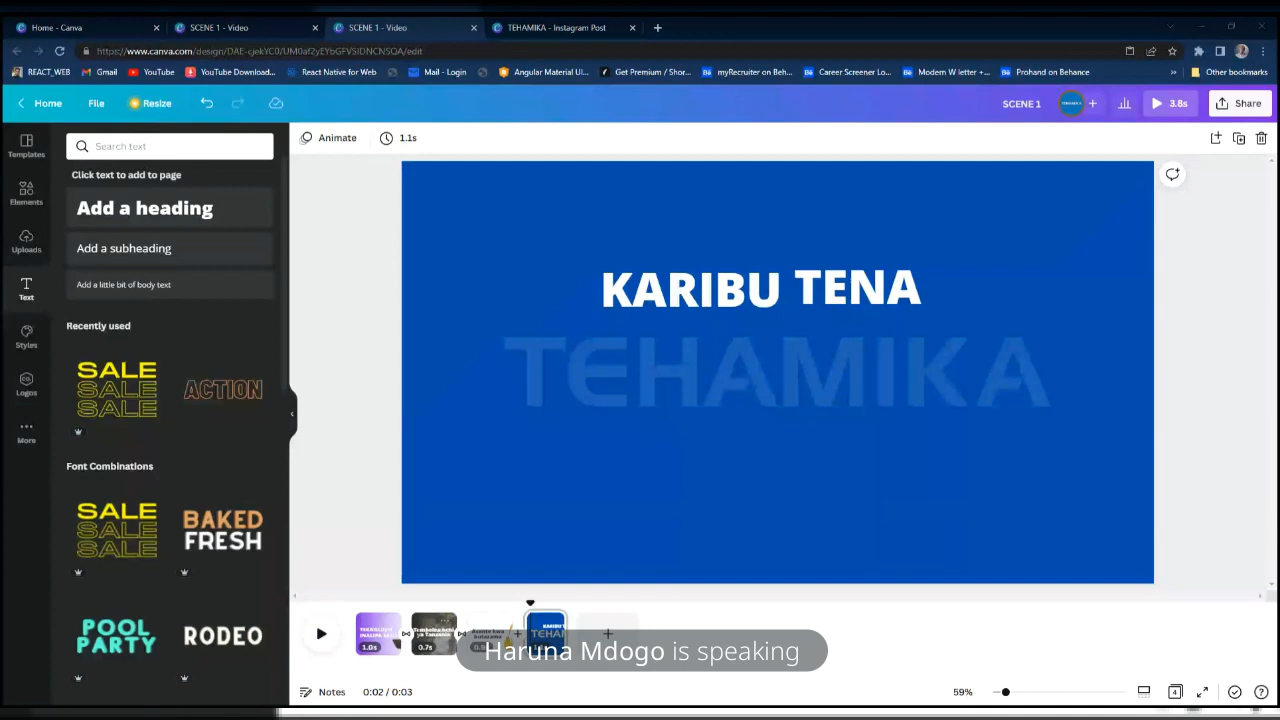 Home - Canva
SCENE 1 - Video
SCENE 1 - Video
TEHAMIKA - Instagram Post
https://www.canva.com/design/DAE-cjekYC0/UM0af2yEYbGFVSiDNCNSQA/edit
REACT_WEB
Gmail
YouTube
YouTube Download...
React Native for Web
Mail - Login
Angular Material UI...
Get Premium / Shor...
myRecruiter on Beh...
Career Screener Lo...
Modern W letter +...
Prohand on Behance
Other bookmarks
Home
File
Resize
SCENE 1
3.8s
Share
Templates
Elements
Uploads
Text
Styles
Logos
More
Search text
Click text to add to page
Add a heading
Add a subheading
Add a little bit of body text
Recently used
SALE
SALE
SALE
ACTION
Font Combinations
SALE
SALE
SALE
BAKED
FRESH
POOL
PARTY
RODEO
Animate
1.1s
KARIBU TENA
TEHAMIKA
1.0s
ya Tanzania
0.7s
Haruna Mdogo is speaking
Notes
0:02 / 0:03
59%
4